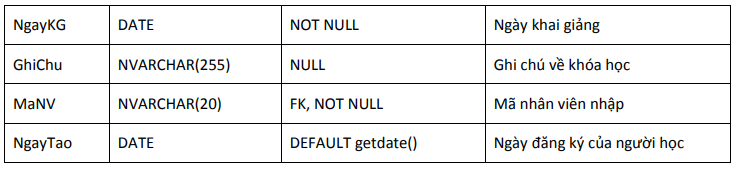 NgayKG DATE NOT NULL Ngày khai giảng
GhiChu NVARCHAR(255) NULL Ghi chú về khóa học
MaNV NVARCHAR(20) FK, NOT NULL Mã nhân viên nhập
NgayTao DATE DEFAULT getdate() Ngày đăng ký của người học